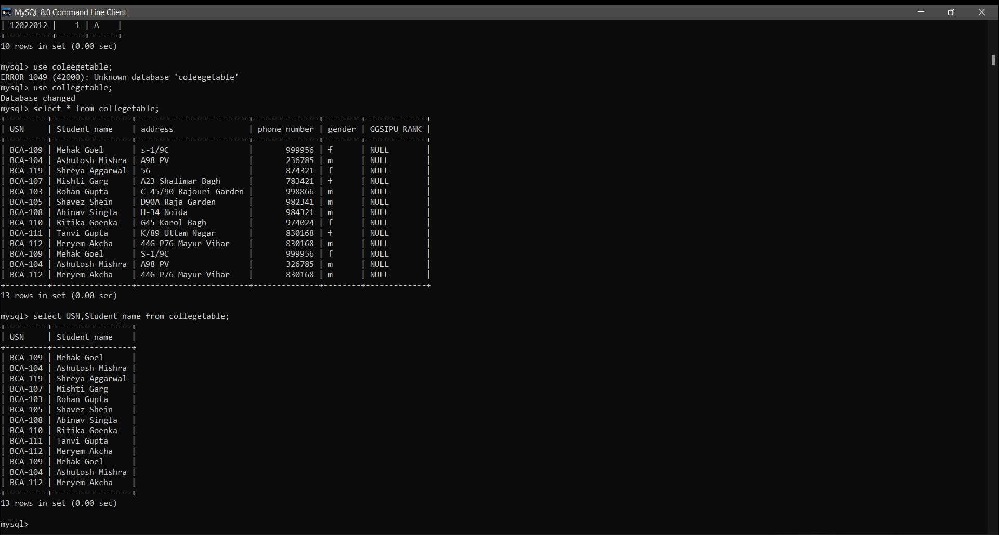 MySQL 8.0 Command Line Client
| 12022012 |    1 | A    |
+----------+------+------+
10 rows in set (0.00 sec)

mysql> use coleegetable;
ERROR 1049 (42000): Unknown database 'coleegetable'
mysql> use collegetable;
Database changed
mysql> select * from collegetable;
+---------+-----------------+------------------------+--------------+--------+-------------+
| USN     | Student_name    | address                | phone_number | gender | GGSIPU_RANK |
+---------+-----------------+------------------------+--------------+--------+-------------+
| BCA-109 | Mehak Goel      | s-1/9C                 |       999956 | f      | NULL        |
| BCA-104 | Ashutosh Mishra | A98 PV                 |       236785 | m      | NULL        |
| BCA-119 | Shreya Aggarwal | 56                     |       874321 | f      | NULL        |
| BCA-107 | Mishti Garg     | A23 Shalimar Bagh      |       783421 | f      | NULL        |
| BCA-103 | Rohan Gupta     | C-45/90 Rajouri Garden |       998866 | m      | NULL        |
| BCA-105 | Shavez Shein    | D90A Raja Garden       |       982341 | m      | NULL        |
| BCA-108 | Abinav Singla   | H-34 Noida             |       984321 | m      | NULL        |
| BCA-110 | Ritika Goenka   | G45 Karol Bagh         |       974024 | f      | NULL        |
| BCA-111 | Tanvi Gupta     | K/89 Uttam Nagar       |       830168 | f      | NULL        |
| BCA-112 | Meryem Akcha    | 44G-P76 Mayur Vihar    |       830168 | m      | NULL        |
| BCA-109 | Mehak Goel      | S-1/9C                 |       999956 | f      | NULL        |
| BCA-104 | Ashutosh Mishra | A98 PV                 |       326785 | m      | NULL        |
| BCA-112 | Meryem Akcha    | 44G-P76 Mayur Vihar    |       830168 | m      | NULL        |
+---------+-----------------+------------------------+--------------+--------+-------------+
13 rows in set (0.00 sec)

mysql> select USN,Student_name from collegetable;
+---------+-----------------+
| USN     | Student_name    |
+---------+-----------------+
| BCA-109 | Mehak Goel      |
| BCA-104 | Ashutosh Mishra |
| BCA-119 | Shreya Aggarwal |
| BCA-107 | Mishti Garg     |
| BCA-103 | Rohan Gupta     |
| BCA-105 | Shavez Shein    |
| BCA-108 | Abinav Singla   |
| BCA-110 | Ritika Goenka   |
| BCA-111 | Tanvi Gupta     |
| BCA-112 | Meryem Akcha    |
| BCA-109 | Mehak Goel      |
| BCA-104 | Ashutosh Mishra |
| BCA-112 | Meryem Akcha    |
+---------+-----------------+
13 rows in set (0.00 sec)

mysql>